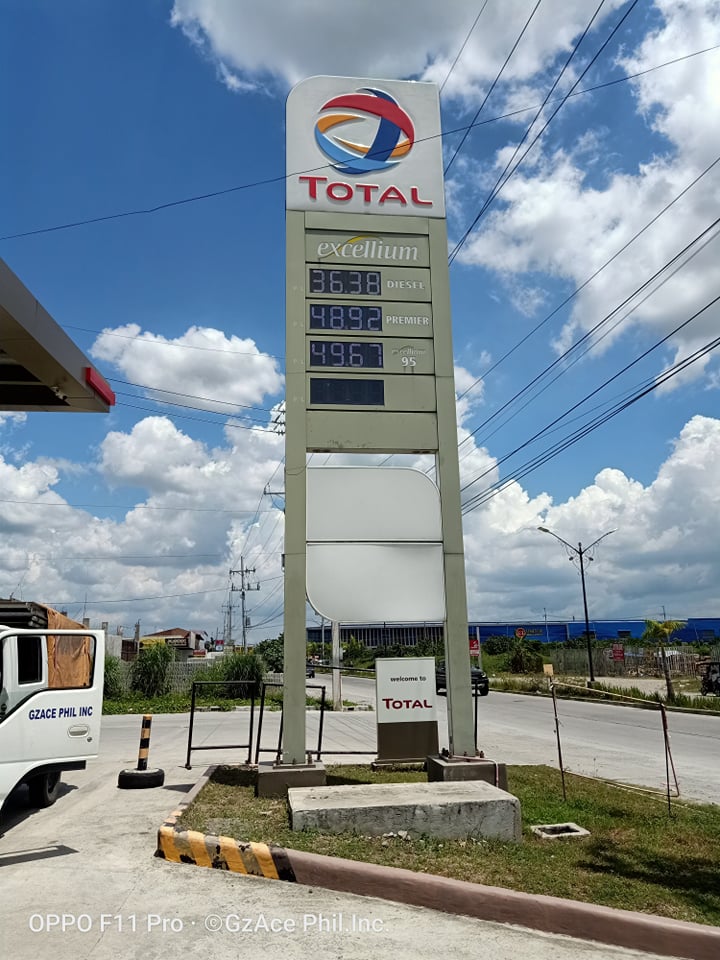 TOTAL
excellium
36.38 DIESEL
48.92 PREMIER
49.67 excellium 95
welcome to
TOTAL
GZACE PHIL INC
OPPO F11 Pro · ©GzAce Phil.Inc.